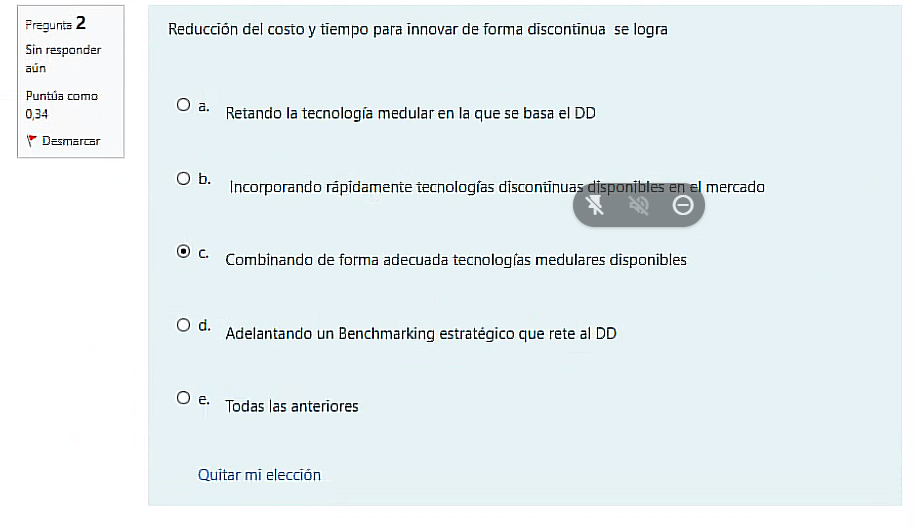 Pregunta 2
Sin responder
aún
Puntúa como
0,34
Desmarcar
Reducción del costo y tiempo para innovar de forma discontinua se logra
a. Retando la tecnología medular en la que se basa el DD
b. Incorporando rápidamente tecnologías discontinuas disponibles en el mercado
c. Combinando de forma adecuada tecnologías medulares disponibles
d. Adelantando un Benchmarking estratégico que rete al DD
e. Todas las anteriores
Quitar mi elección